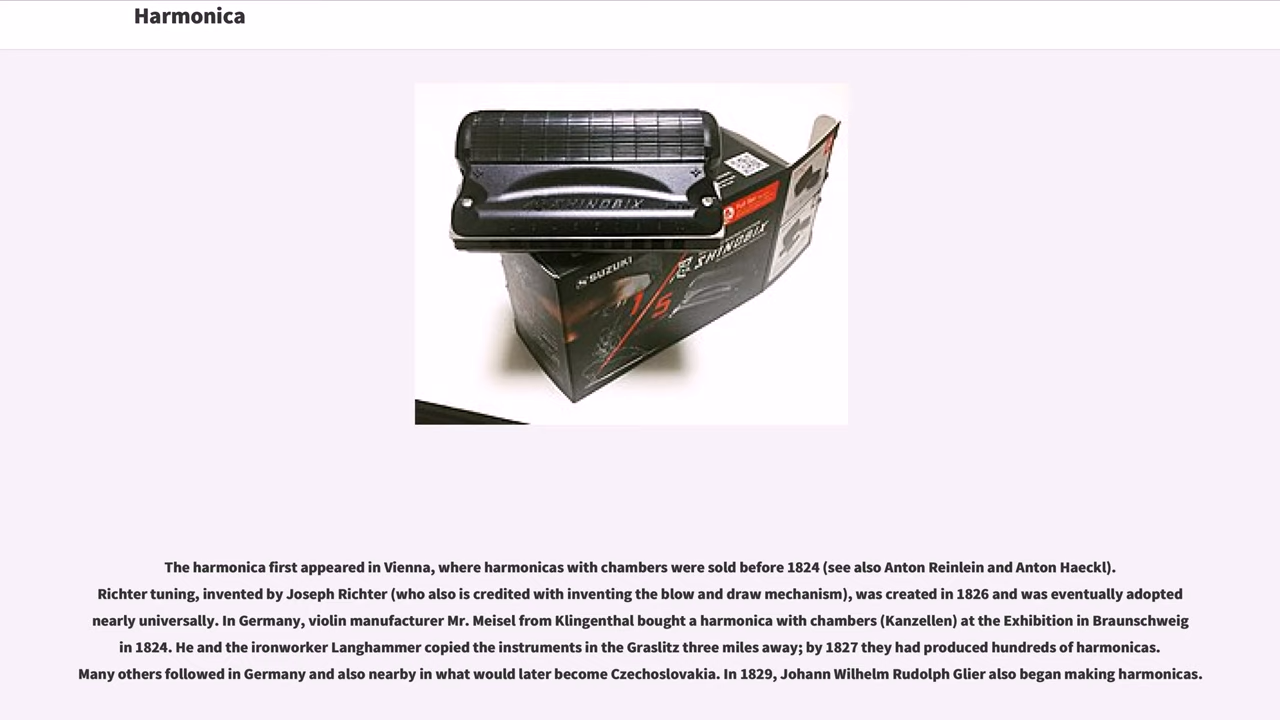 Harmonica
SHINOBIX
SUZUKI
SHINOBIX
The harmonica first appeared in Vienna, where harmonicas with chambers were sold before 1824 (see also Anton Reinlein and Anton Haeckl).
Richter tuning, invented by Joseph Richter (who also is credited with inventing the blow and draw mechanism), was created in 1826 and was eventually adopted
nearly universally. In Germany, violin manufacturer Mr. Meisel from Klingenthal bought a harmonica with chambers (Kanzellen) at the Exhibition in Braunschweig
in 1824. He and the ironworker Langhammer copied the instruments in the Graslitz three miles away; by 1827 they had produced hundreds of harmonicas.
Many others followed in Germany and also nearby in what would later become Czechoslovakia. In 1829, Johann Wilhelm Rudolph Glier also began making harmonicas.